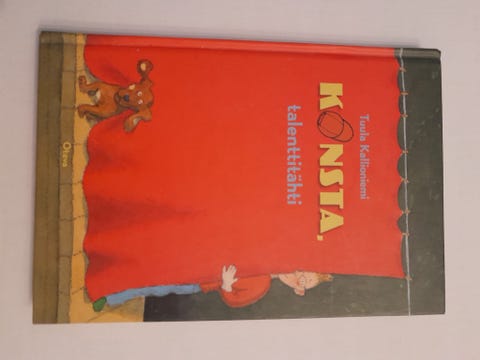 Tuula Kallioniemi
KONSTA,
talenttitähti
Otava